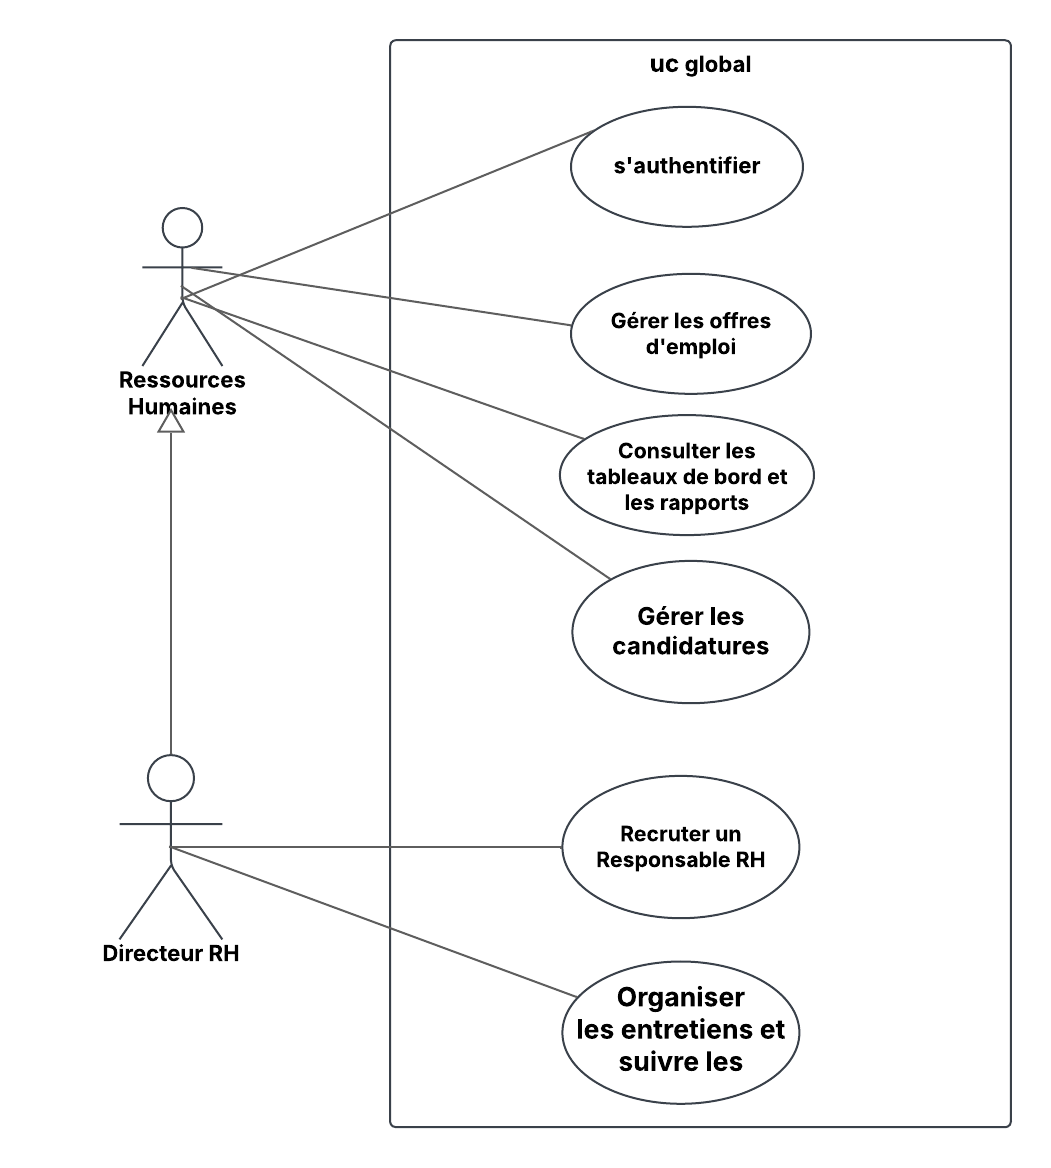 uc global
s'authentifier
Gérer les offres
d'emploi
Ressources
Humaines
Consulter les
tableaux de bord et
les rapports
Gérer les
candidatures
Recruter un
Responsable RH
Directeur RH
Organiser
les entretiens et
suivre les